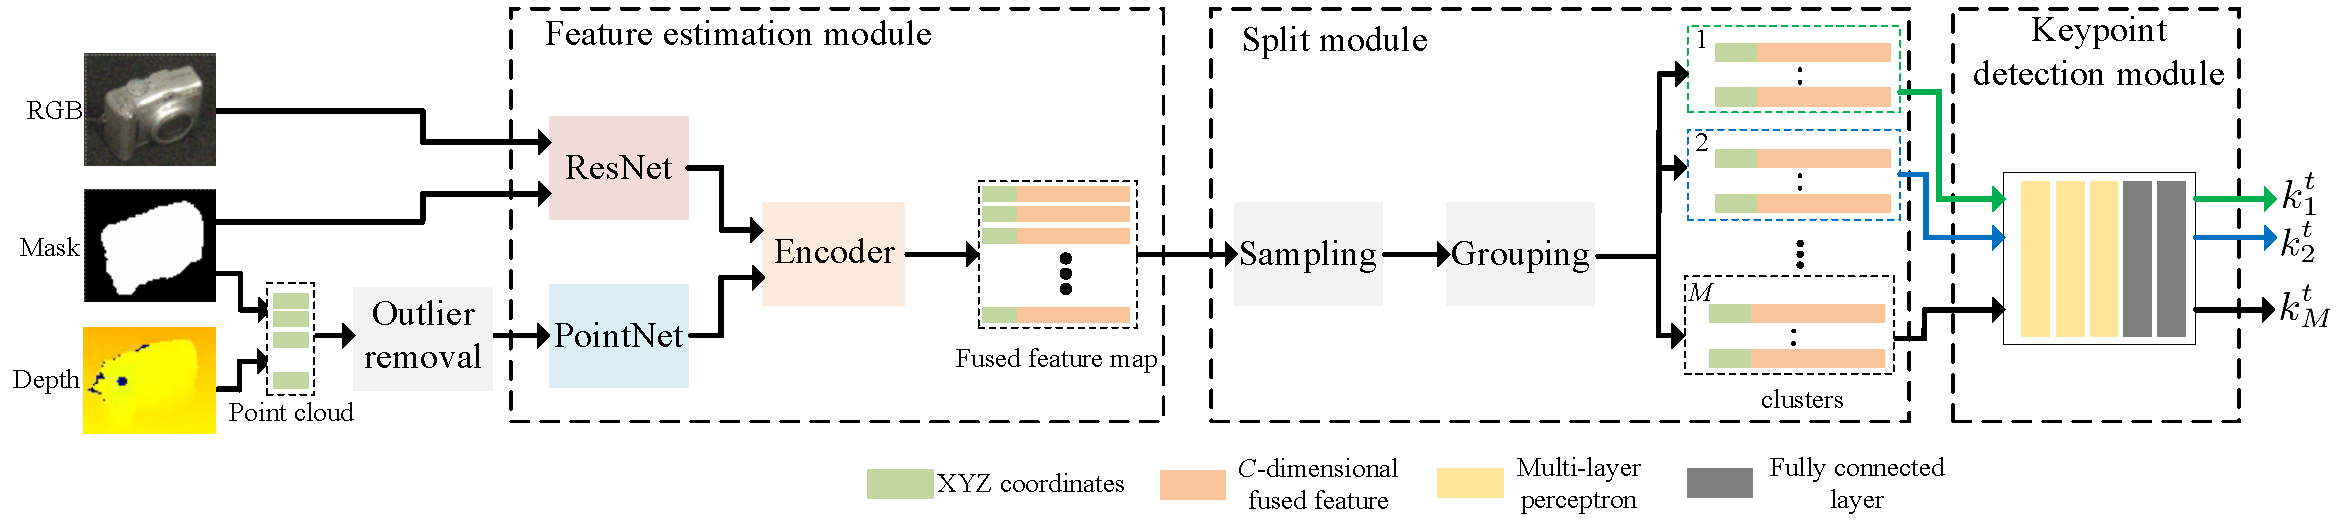 Feature estimation module
Split module
Keypoint
detection module
RGB
Mask
Depth
Point cloud
Outlier
removal
ResNet
PointNet
Encoder
Fused feature map
Sampling
Grouping
1
2
M
clusters
k_1^t
k_2^t
k_M^t
XYZ coordinates
C-dimensional
fused feature
Multi-layer
perceptron
Fully connected
layer